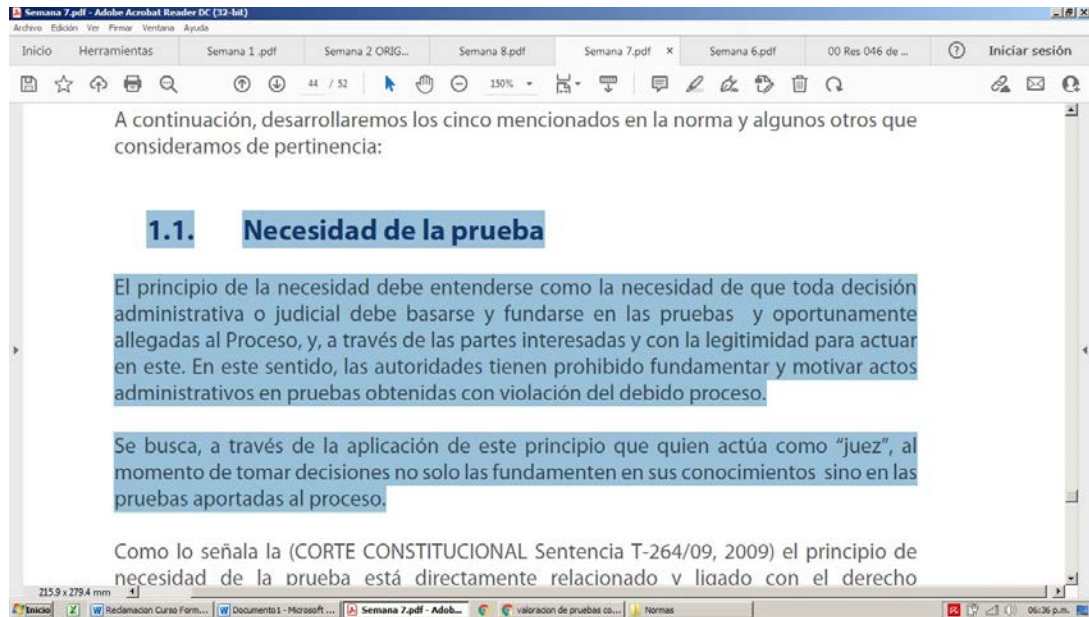 Semana 7.pdf - Adobe Acrobat Reader DC (32-bit)
Archivo Edición Ver Firmar Ventana Ayuda
Inicio Herramientas Semana 1 .pdf Semana 2 ORIG... Semana 8.pdf Semana 7.pdf × Semana 6.pdf 00 Res 046 de ... ? Iniciar sesión
44 / 52 150%
A continuación, desarrollaremos los cinco mencionados en la norma y algunos otros que
consideramos de pertinencia:
1.1. Necesidad de la prueba
El principio de la necesidad debe entenderse como la necesidad de que toda decisión
administrativa o judicial debe basarse y fundarse en las pruebas y oportunamente
allegadas al Proceso, y, a través de las partes interesadas y con la legitimidad para actuar
en este. En este sentido, las autoridades tienen prohibido fundamentar y motivar actos
administrativos en pruebas obtenidas con violación del debido proceso.
Se busca, a través de la aplicación de este principio que quien actúa como “juez”, al
momento de tomar decisiones no solo las fundamenten en sus conocimientos sino en las
pruebas aportadas al proceso.
Como lo señala la (CORTE CONSTITUCIONAL Sentencia T-264/09, 2009) el principio de
necesidad de la prueba está directamente relacionado y ligado con el derecho
215.9 x 279.4 mm
Inicio Reclamacion Curso Form... Documento1 - Microsoft ... Semana 7.pdf - Adob... valoracion de pruebas co... Normas 06:36 p.m.